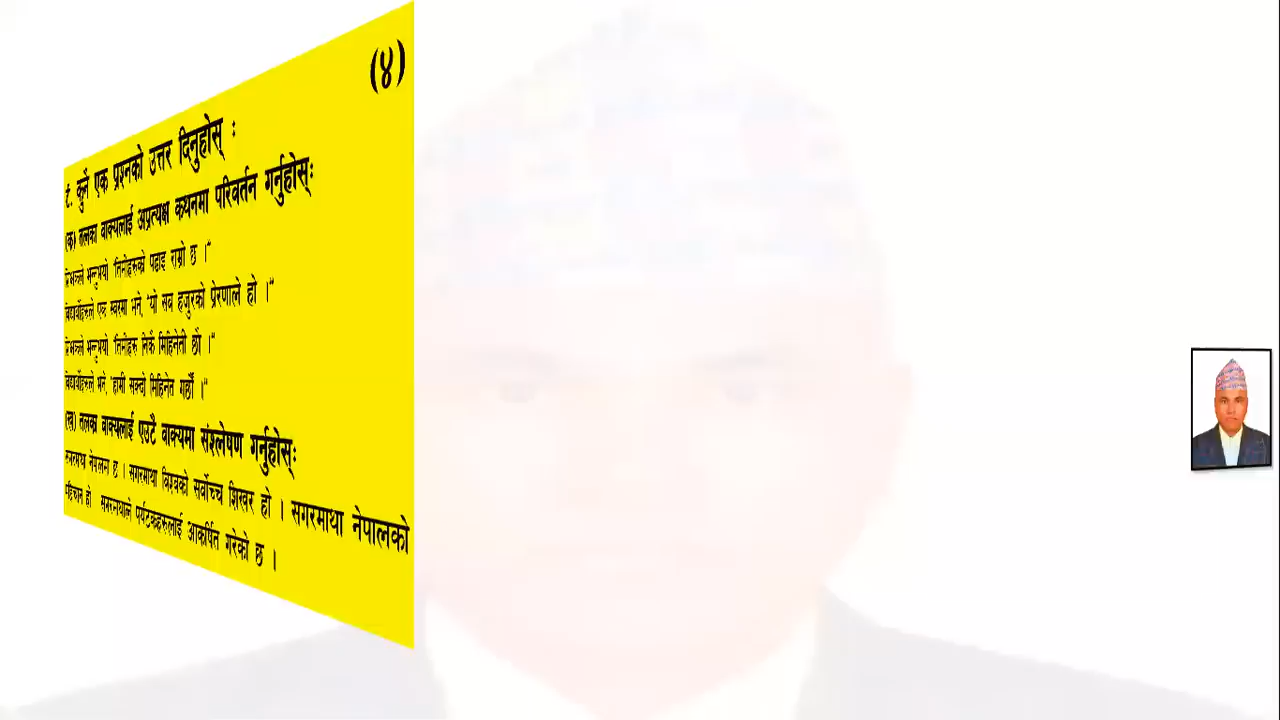 (४)
८. कुनै एक प्रश्नको उत्तर दिनुहोस् :
(क) तलका वाक्यलाई अप्रत्यक्ष कथनमा परिवर्तन गर्नुहोस्ः
शिक्षकले भन्नुभयो "तिमीहरूको पढाइ राम्रो छ ।"
विद्यार्थीहरूले एक स्वरमा भने, "यो सब हजुरको प्रेरणाले हो ।"
शिक्षकले भन्नुभयो "तिमीहरू निकै मिहिनेती छौ ।"
विद्यार्थीहरूले भने, "हामी सक्दो मिहिनेत गर्छौं ।"
(ख) तलका वाक्यलाई एउटै वाक्यमा संश्लेषण गर्नुहोस्ः
सगरमाथा नेपालमा छ । सगरमाथा विश्वको सर्वोच्च शिखर हो । सगरमाथा नेपालको
पहिचान हो सगरमाथाले पर्यटकहरूलाई आकर्षित गरेको छ ।